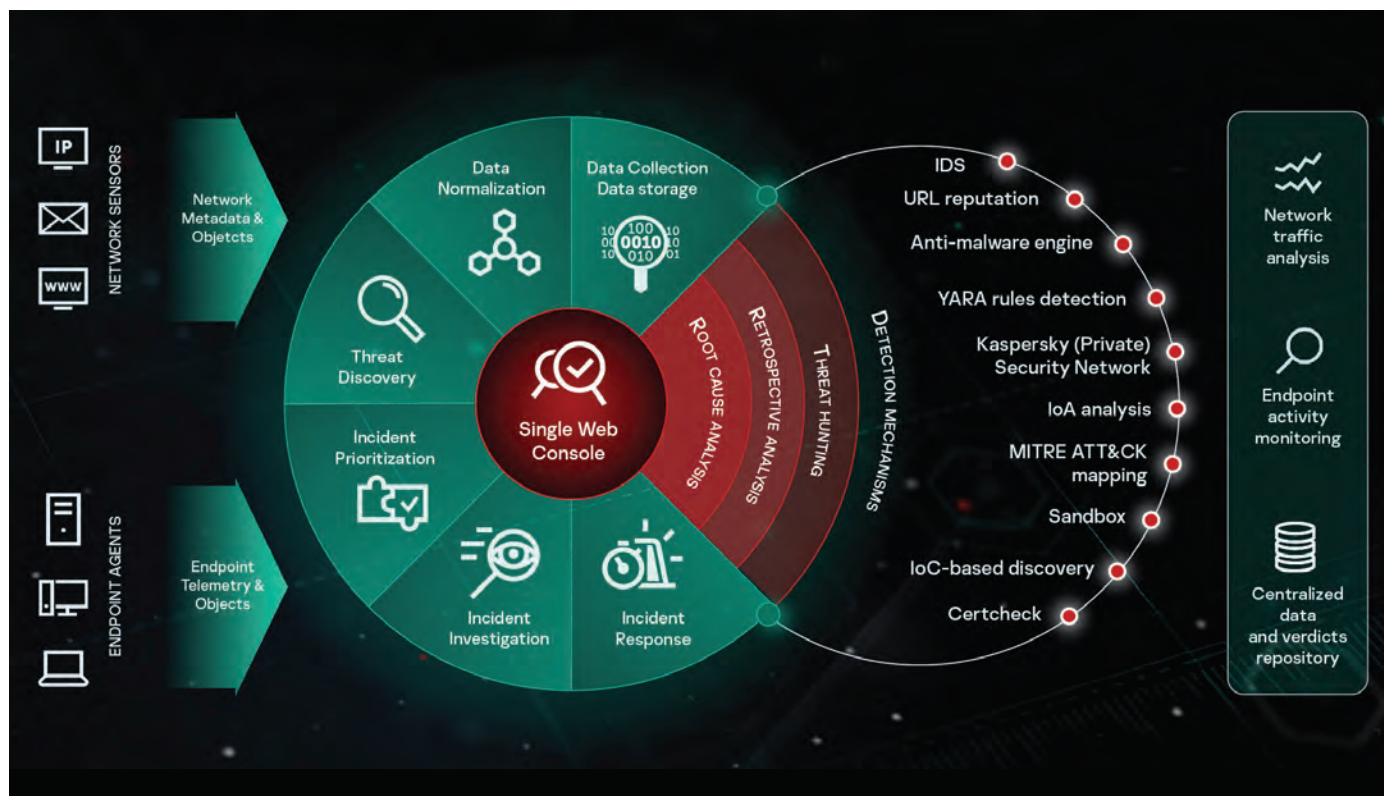 IP
WWW
NETWORK SENSORS
Network
Metadata &
Objetcts
ENDPOINT AGENTS
Endpoint
Telemetry &
Objects
Data
Normalization
Data Collection
Data storage
10 100 10
00 0010 10
10 010 01
Threat
Discovery
Incident
Prioritization
Incident
Investigation
Incident
Response
Single Web
Console
ROOT CAUSE ANALYSIS
RETROSPECTIVE ANALYSIS
THREAT HUNTING
DETECTION MECHANISMS
IDS
URL reputation
Anti-malware engine
YARA rules detection
Kaspersky (Private)
Security Network
IoA analysis
MITRE ATT&CK
mapping
Sandbox
IoC-based discovery
Certcheck
Network
traffic
analysis
Endpoint
activity
monitoring
Centralized
data
and verdicts
repository